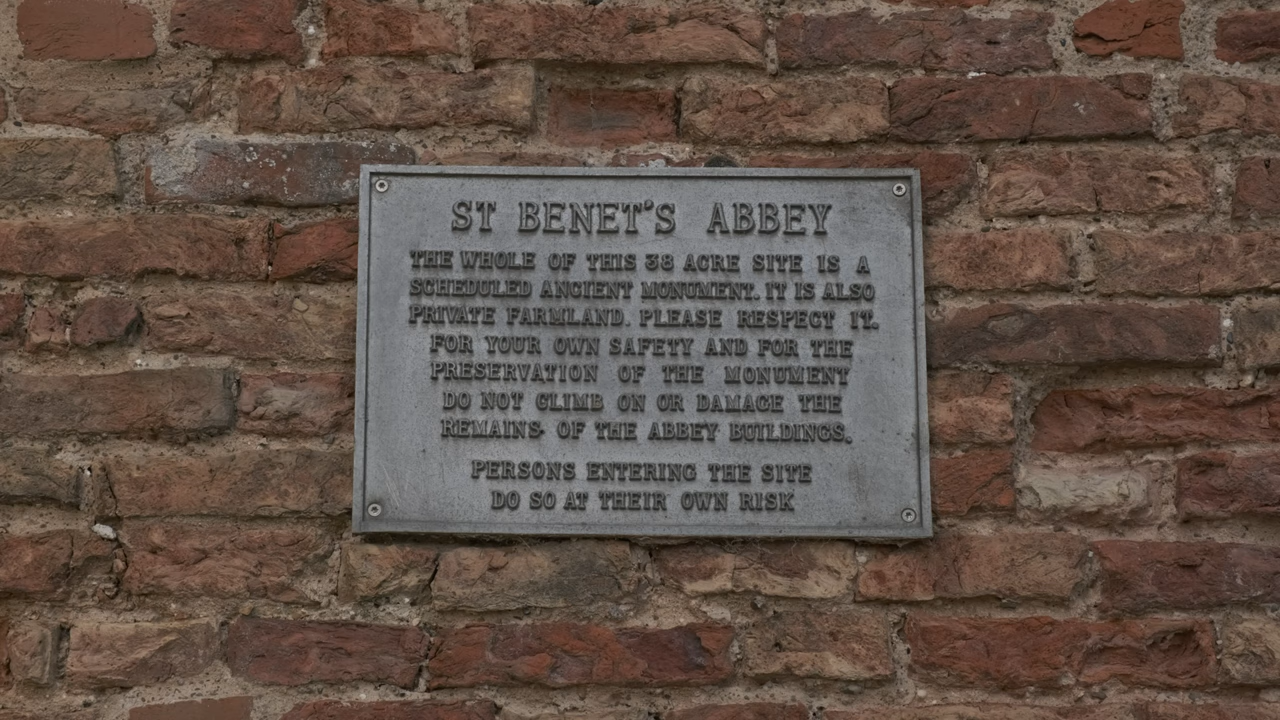 ST BENET'S ABBEY
THE WHOLE OF THIS 38 ACRE SITE IS A
SCHEDULED ANCIENT MONUMENT. IT IS ALSO
PRIVATE FARMLAND. PLEASE RESPECT IT.
FOR YOUR OWN SAFETY AND FOR THE
PRESERVATION OF THE MONUMENT
DO NOT CLIMB ON OR DAMAGE THE
REMAINS OF THE ABBEY BUILDINGS.
PERSONS ENTERING THE SITE
DO SO AT THEIR OWN RISK